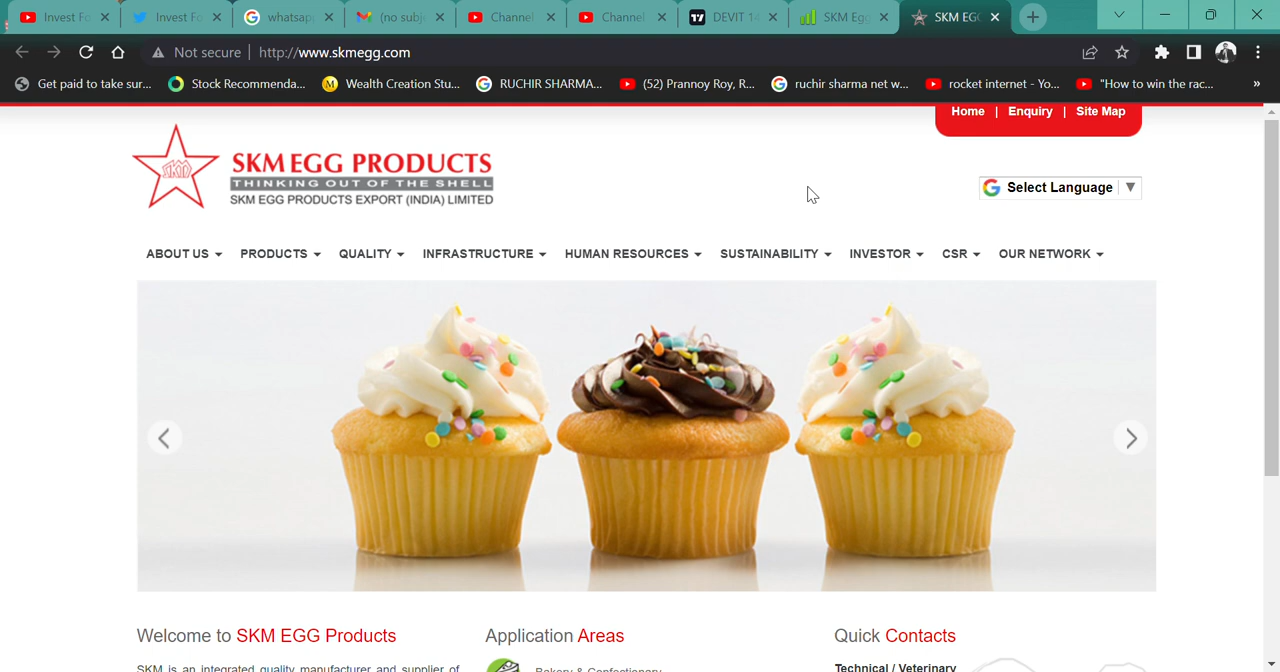 Invest Fo
Invest Fo
whatsap
(no subj
Channel
Channel
DEVIT 14
SKM Egg
SKM EGG
Not secure
http://www.skmegg.com
Get paid to take sur...
Stock Recommenda...
Wealth Creation Stu...
RUCHIR SHARMA...
(52) Prannoy Roy, R...
ruchir sharma net w...
rocket internet - Yo...
"How to win the rac...
»
Home | Enquiry | Site Map
SKM
SKM EGG PRODUCTS
THINKING OUT OF THE SHELL
SKM EGG PRODUCTS EXPORT (INDIA) LIMITED
Select Language ▼
ABOUT US
PRODUCTS
QUALITY
INFRASTRUCTURE
HUMAN RESOURCES
SUSTAINABILITY
INVESTOR
CSR
OUR NETWORK
Welcome to SKM EGG Products
Application Areas
Quick Contacts
SKM is an integrated quality manufacturer and supplier of
Bakery & Confectionery
Technical / Veterinary